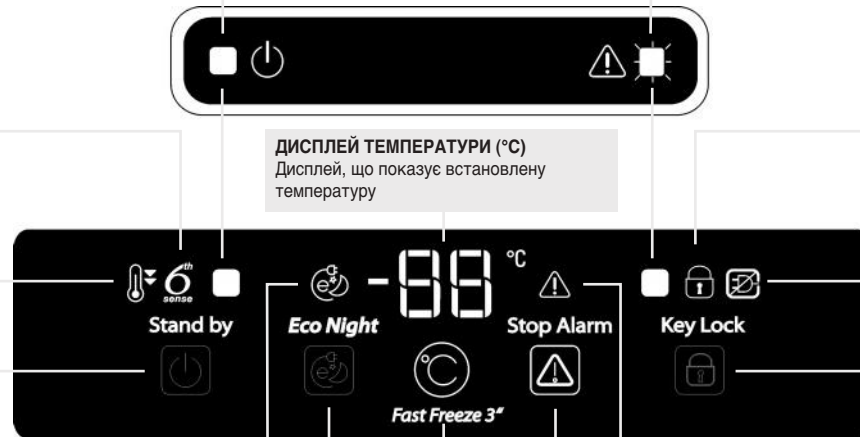 ДИСПЛЕЙ ТЕМПЕРАТУРИ (°C)
Дисплей, що показує встановлену
температуру
6th sense
-88 °C
Stand by Eco Night Stop Alarm Key Lock
°C
Fast Freeze 3"